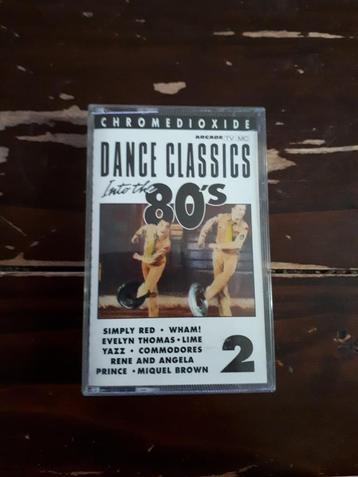 CHROMEDIOXIDE
ARCADE TV MC
DANCE CLASSICS
Into the
80's
SIMPLY RED • WHAM!
EVELYN THOMAS • LIME
YAZZ • COMMODORES
RENE AND ANGELA
PRINCE • MIQUEL BROWN
2